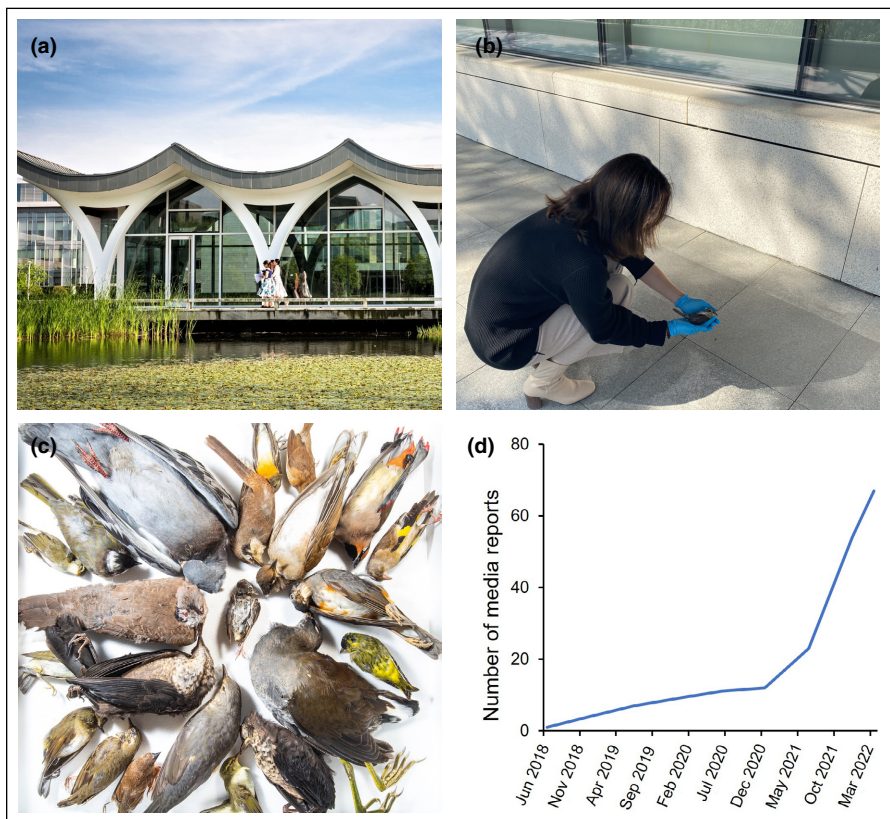 (a)
(b)
(c)
(d)
80
60
40
20
0
Number of media reports
Jun 2018
Nov 2018
Apr 2019
Sep 2019
Feb 2020
Jul 2020
Dec 2020
May 2021
Oct 2021
Mar 2022